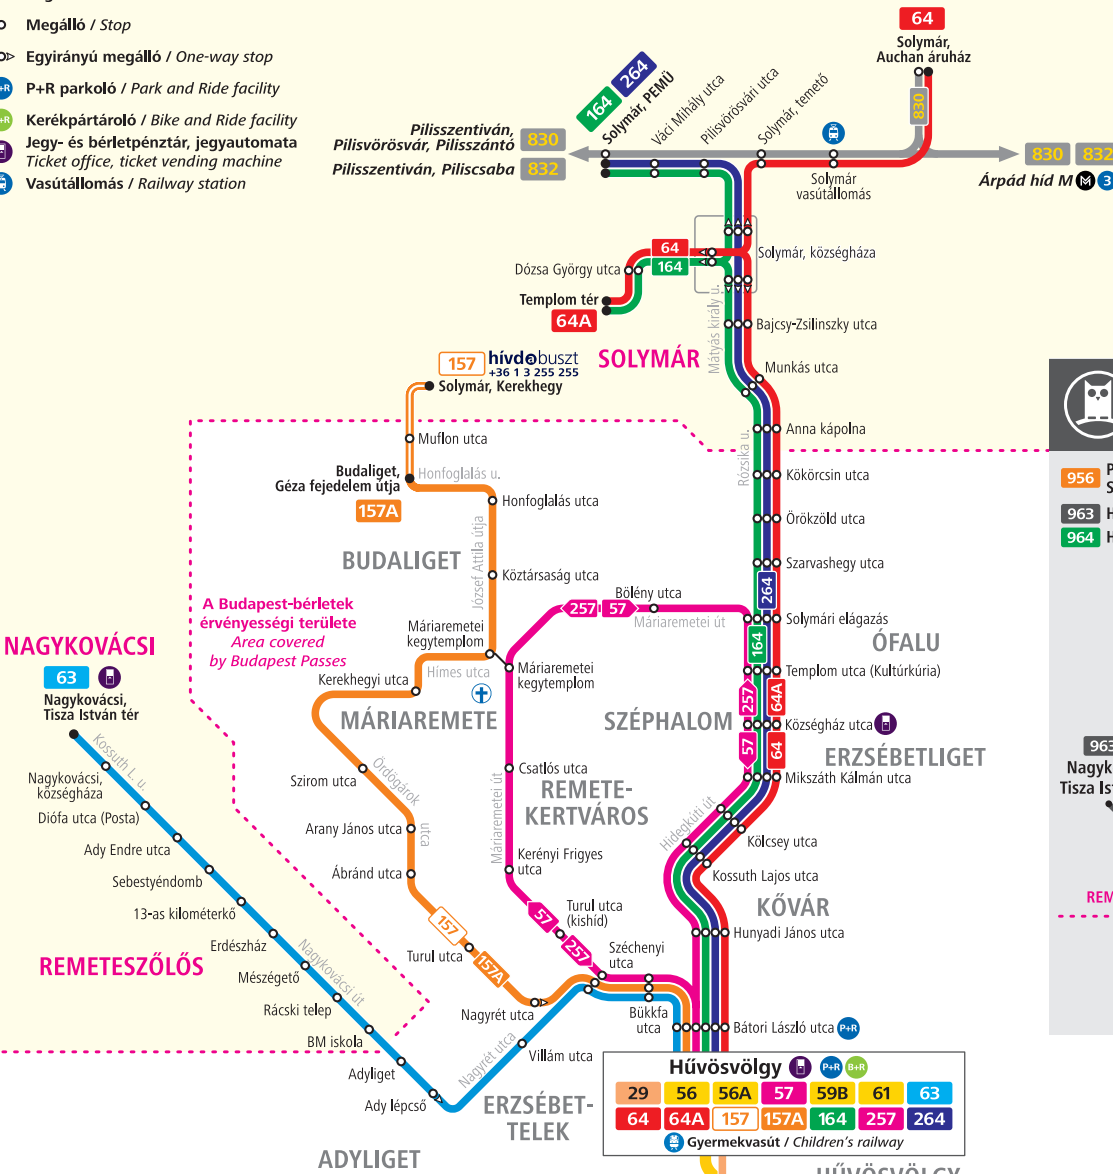 Megálló / Stop
Egyirányú megálló / One-way stop
P+R parkoló / Park and Ride facility
Kerékpártároló / Bike and Ride facility
Jegy- és bérletpénztár, jegyautomata
Ticket office, ticket vending machine
Vasútállomás / Railway station
64
Solymár,
Auchan áruház
830
164
264
Solymár, PEMÜ
Váci Mihály utca
Pilisvörösvári utca
Solymár, temető
Pilisszentiván,
Pilisvörösvár, Pilisszántó
830
Pilisszentiván, Piliscsaba
832
Solymár
vasútállomás
830
832
Árpád híd M
M
3
64
164
Solymár, községháza
Dózsa György utca
Templom tér
64A
Mátyás király u.
Bajcsy-Zsilinszky utca
SOLYMÁR
157
hívdabuszt
+36 1 3 255 255
Solymár, Kerekhegy
Munkás utca
Anna kápolna
Muflon utca
Rózsika u.
Budaliget,
Géza fejedelem útja
157A
Honfoglalás u.
Honfoglalás utca
Kökörcsin utca
Örökzöld utca
956
963
964
BUDALIGET
József Attila útja
Köztársaság utca
Szarvashegy utca
264
Bölény utca
257
57
Máriaremetei út
Solymári elágazás
164
ÓFALU
A Budapest-bérletek
érvényességi területe
Area covered
by Budapest Passes
Máriaremetei
kegytemplom
Hímes utca
Máriaremetei
kegytemplom
Templom utca (Kultúrkúria)
NAGYKOVÁCSI
63
Nagykovácsi,
Tisza István tér
Kerekhegyi utca
MÁRIAREMETE
SZÉPHALOM
257
64A
Községház utca
57
64
ERZSÉBETLIGET
963
Nagyk
Tisza Is
Kossuth L. u.
Nagykovácsi,
községháza
Szirom utca
Ördögárok
utca
Csatlós utca
Mikszáth Kálmán utca
REMETE-
KERTVÁROS
Máriaremetei út
Hidegkúti út
Diófa utca (Posta)
Arany János utca
Kölcsey utca
Ady Endre utca
Kerényi Frigyes
utca
Kossuth Lajos utca
Ábránd utca
Sebestyéndomb
KŐVÁR
REM
13-as kilométerkő
157
57
Turul utca
(kishíd)
257
Hunyadi János utca
Erdészház
Turul utca
157A
Széchenyi
utca
REMETESZŐLŐS
Mészégető
Nagykovácsi út
Rácski telep
Nagyrét utca
Bükkfa
utca
Bátori László utca
P+R
BM iskola
Nagyrét utca
Villám utca
Adyliget
Ady lépcső
Hűvösvölgy
P+R
B+R
29 56 56A 57 59B 61 63
64 64A 157 157A 164 257 264
Gyermekvasút / Children's railway
ERZSÉBET-
TELEK
ADYLIGET
HŰVÖSVÖLGY